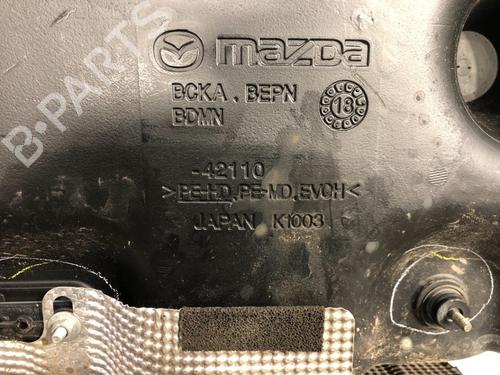 mazda
BCKA, BEPN
BDMN
18
-42110
>PE-HD,PE-MD,EVOH<
JAPAN K1003
B-PARTS